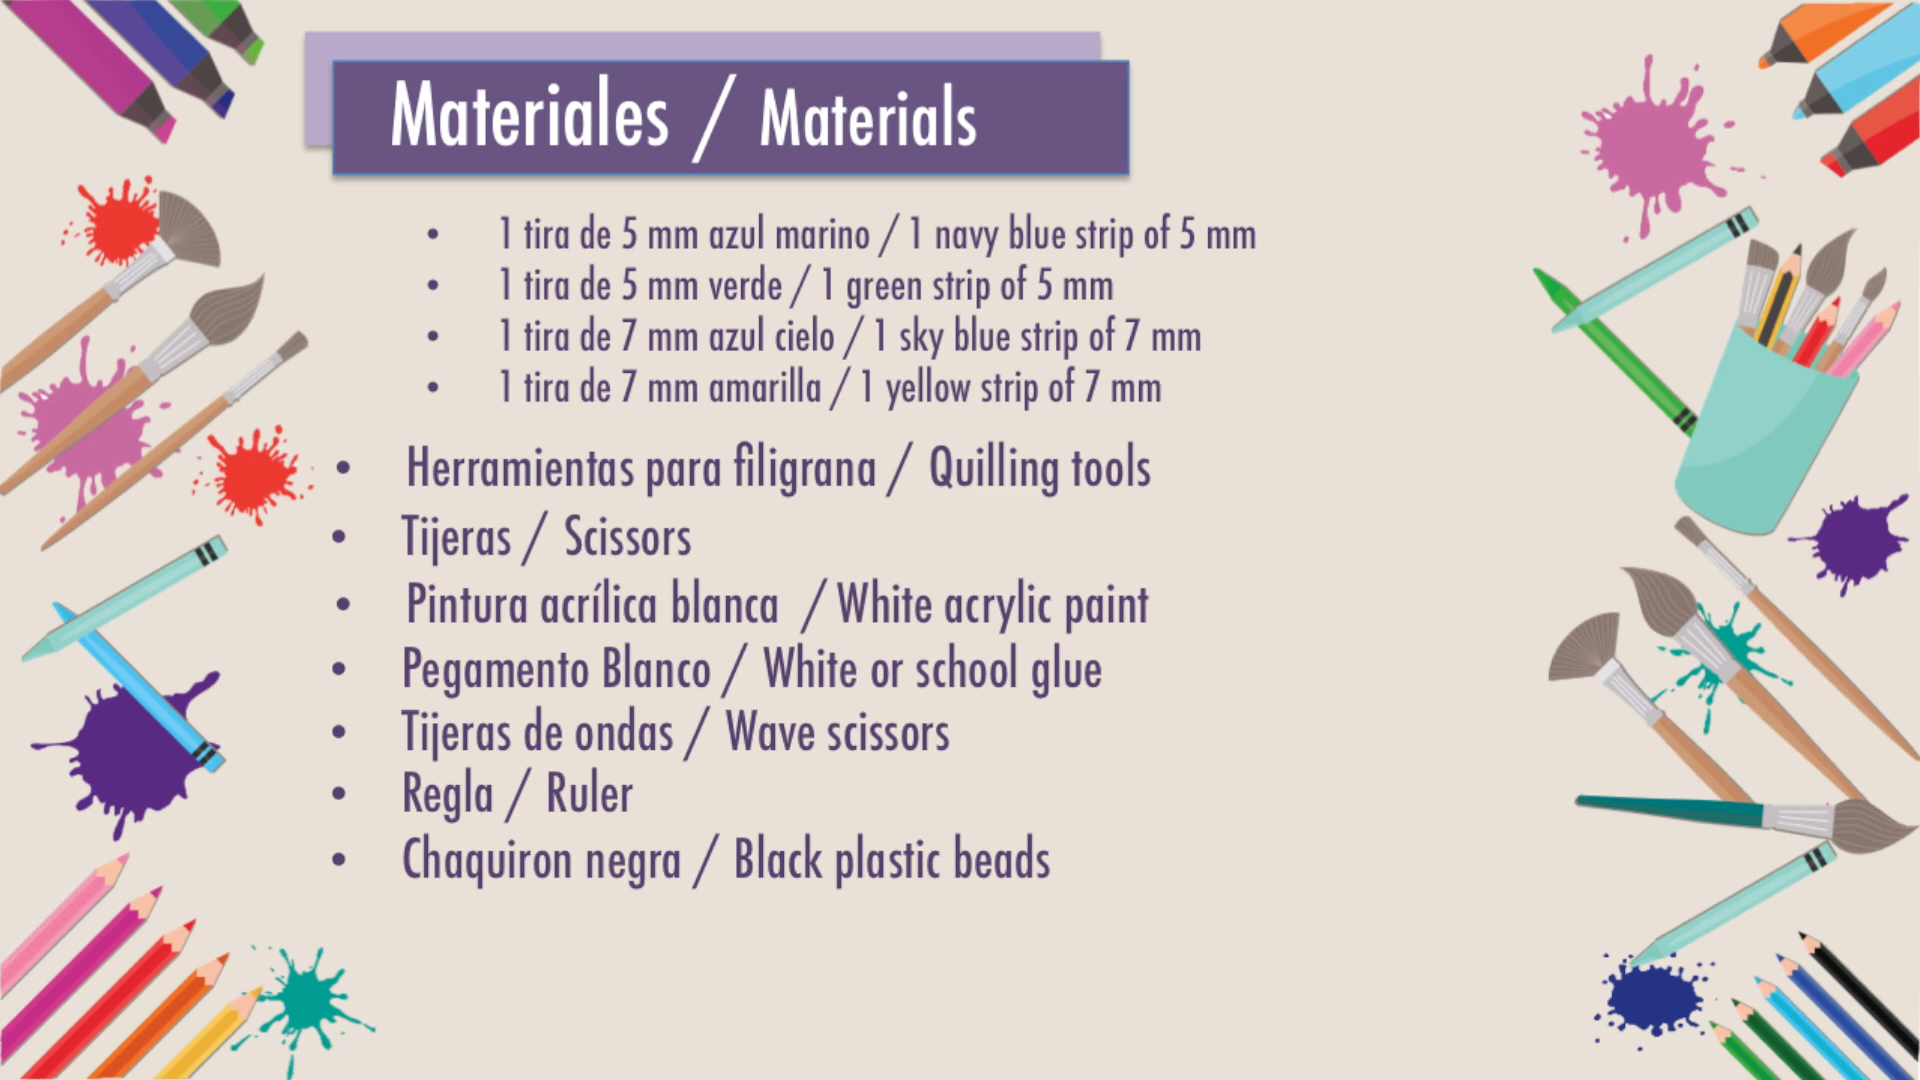 Materiales / Materials
• 1 tira de 5 mm azul marino / 1 navy blue strip of 5 mm
• 1 tira de 5 mm verde / 1 green strip of 5 mm
• 1 tira de 7 mm azul cielo / 1 sky blue strip of 7 mm
• 1 tira de 7 mm amarilla / 1 yellow strip of 7 mm
• Herramientas para filigrana / Quilling tools
• Tijeras / Scissors
• Pintura acrílica blanca / White acrylic paint
• Pegamento Blanco / White or school glue
• Tijeras de ondas / Wave scissors
• Regla / Ruler
• Chaquiron negra / Black plastic beads